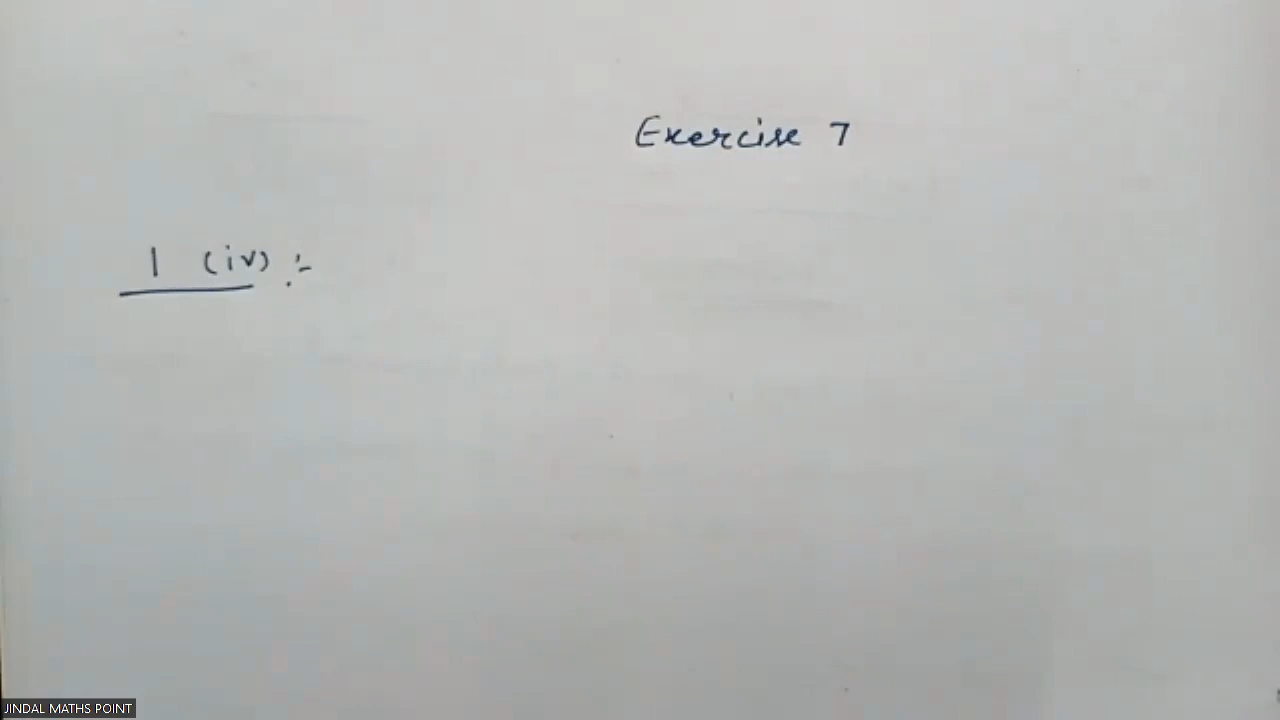 Exercise 7
1 (iv) :-
JINDAL MATHS POINT